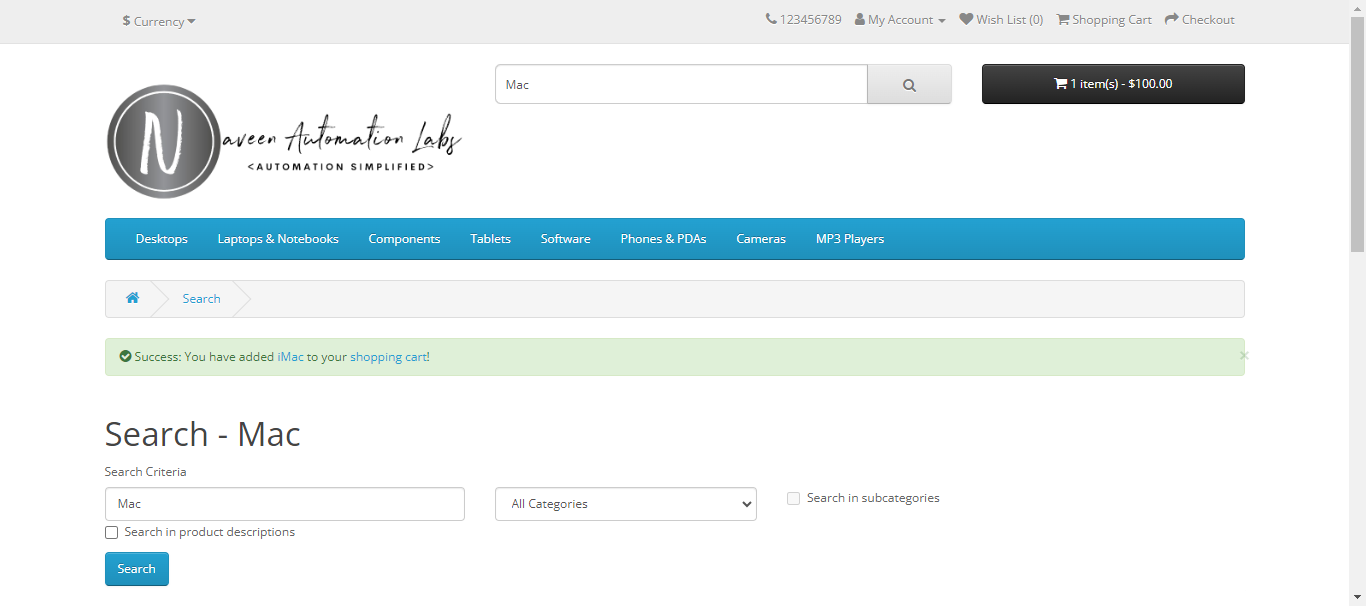 $ Currency
123456789 My Account Wish List (0) Shopping Cart Checkout
Mac
1 item(s) - $100.00
Naveen Automation Labs
<AUTOMATION SIMPLIFIED>
Desktops Laptops & Notebooks Components Tablets Software Phones & PDAs Cameras MP3 Players
Search
Success: You have added iMac to your shopping cart! ×
Search - Mac
Search Criteria
Mac All Categories Search in subcategories
Search in product descriptions
Search